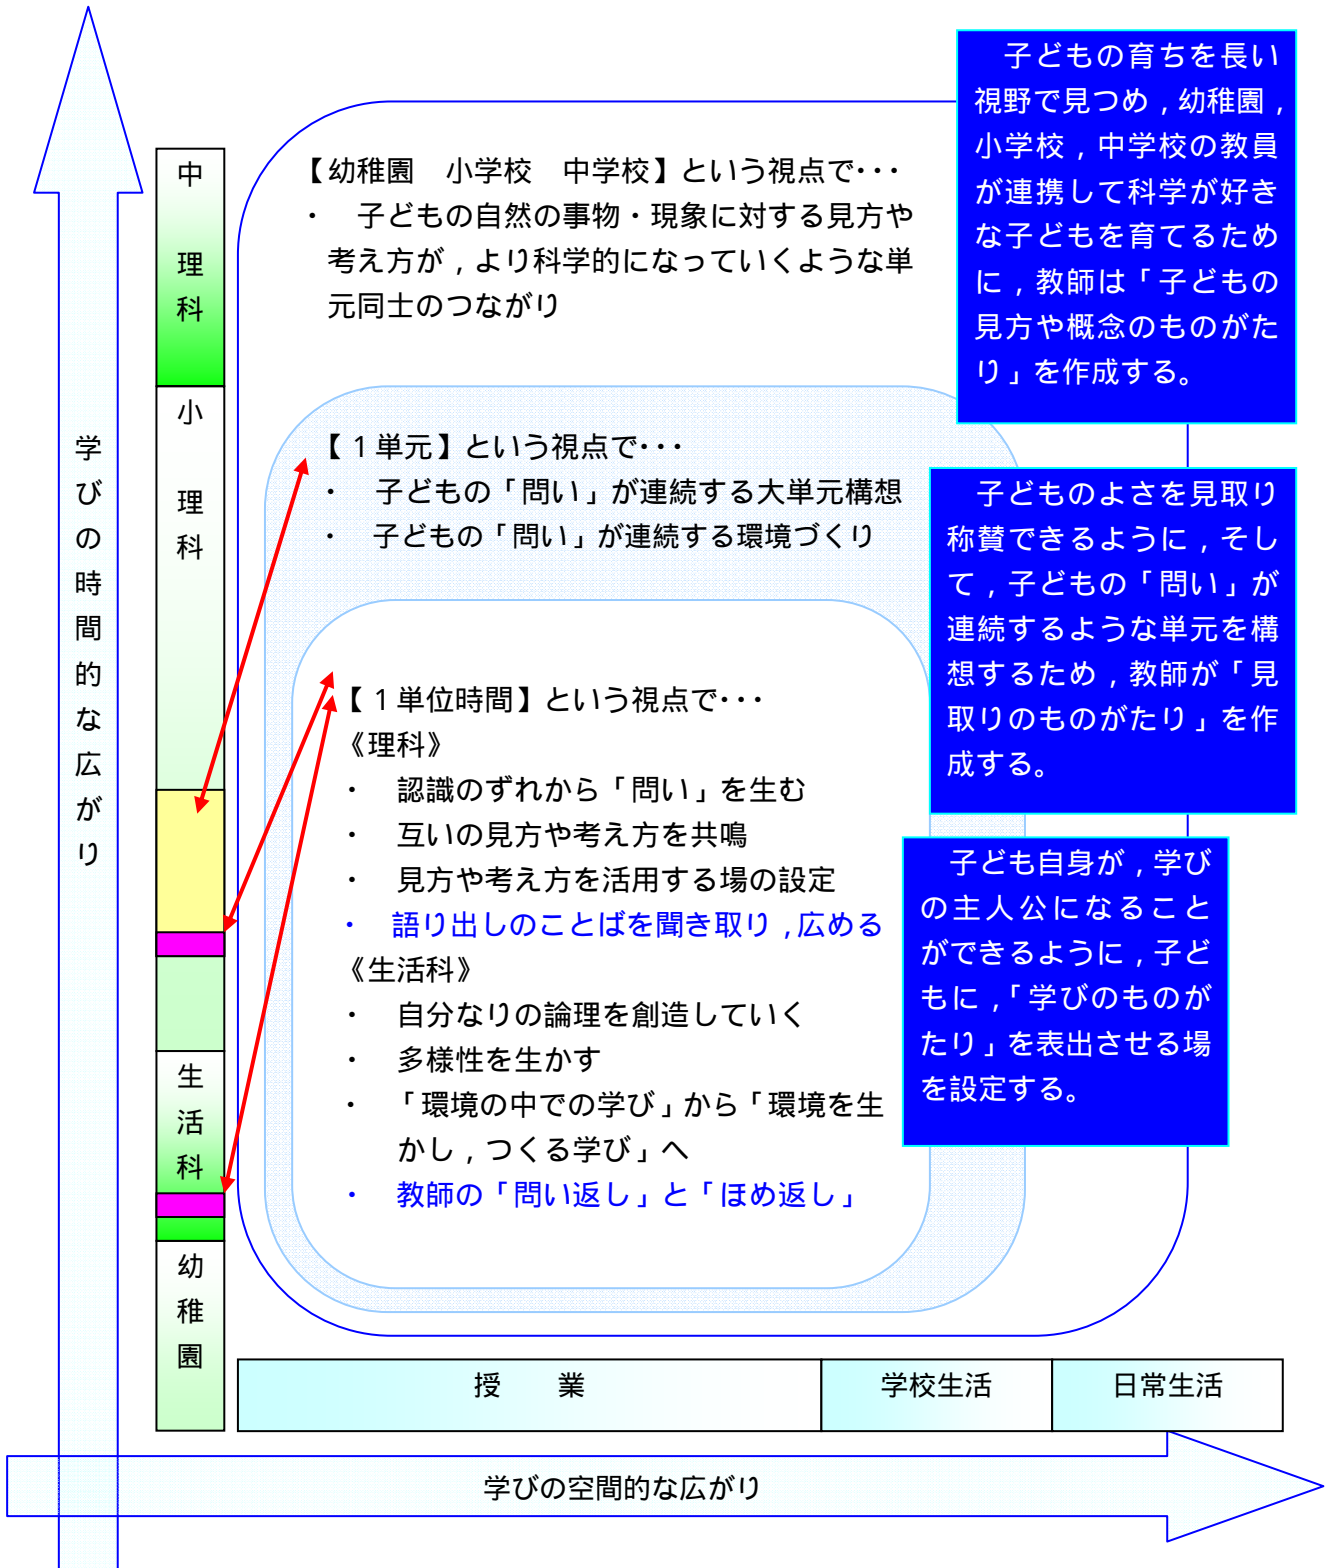 学びの時間的な広がり
中 理科
小 理科
生活科
幼稚園
【幼稚園 小学校 中学校】という視点で･･･
・ 子どもの自然の事物・現象に対する見方や
考え方が，より科学的になっていくような単
元同士のつながり
【１単元】という視点で･･･
・ 子どもの「問い」が連続する大単元構想
・ 子どもの「問い」が連続する環境づくり
【１単位時間】という視点で･･･
《理科》
・ 認識のずれから「問い」を生む
・ 互いの見方や考え方を共鳴
・ 見方や考え方を活用する場の設定
・ 語り出しのことばを聞き取り，広める
《生活科》
・ 自分なりの論理を創造していく
・ 多様性を生かす
・ 「環境の中での学び」から「環境を生
かし，つくる学び」へ
・ 教師の「問い返し」と「ほめ返し」
子どもの育ちを長い
視野で見つめ，幼稚園，
小学校，中学校の教員
が連携して科学が好き
な子どもを育てるため
に，教師は「子どもの
見方や概念のものがた
り」を作成する。
子どものよさを見取り
称賛できるように，そし
て，子どもの「問い」が
連続するような単元を構
想するため，教師が「見
取りのものがたり」を作
成する。
子ども自身が，学び
の主人公になること
ができるように，子ど
もに，「学びのものが
たり」を表出させる場
を設定する。
授 業
学校生活
日常生活
学びの空間的な広がり